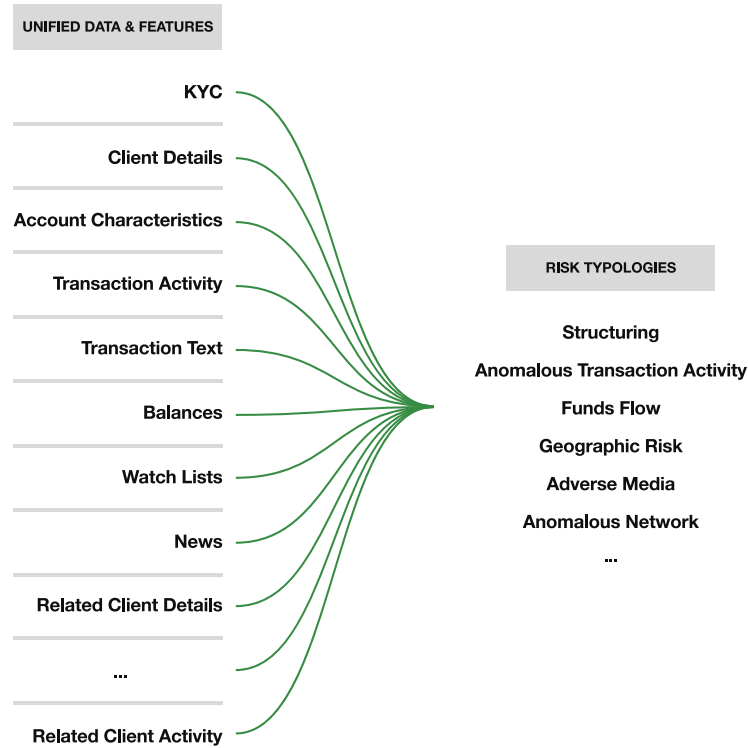 UNIFIED DATA & FEATURES
KYC
Client Details
Account Characteristics
Transaction Activity
Transaction Text
Balances
Watch Lists
News
Related Client Details
...
Related Client Activity
RISK TYPOLOGIES
Structuring
Anomalous Transaction Activity
Funds Flow
Geographic Risk
Adverse Media
Anomalous Network
...